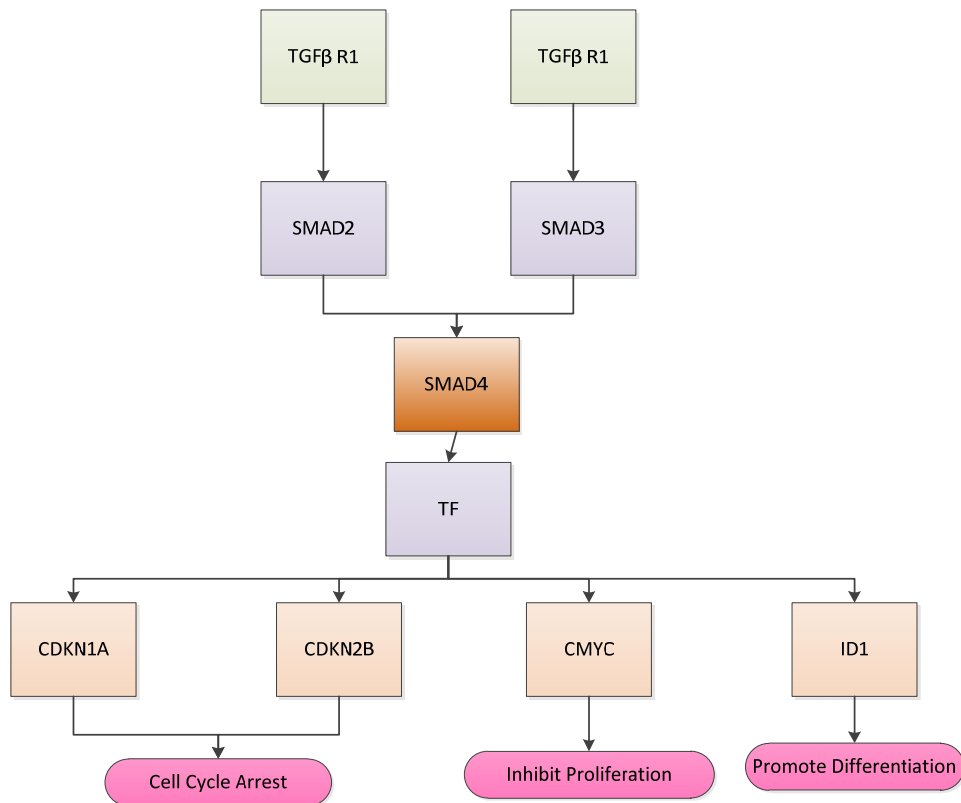 TGFβ R1
TGFβ R1
SMAD2
SMAD3
SMAD4
TF
CDKN1A
CDKN2B
CMYC
ID1
Cell Cycle Arrest
Inhibit Proliferation
Promote Differentiation